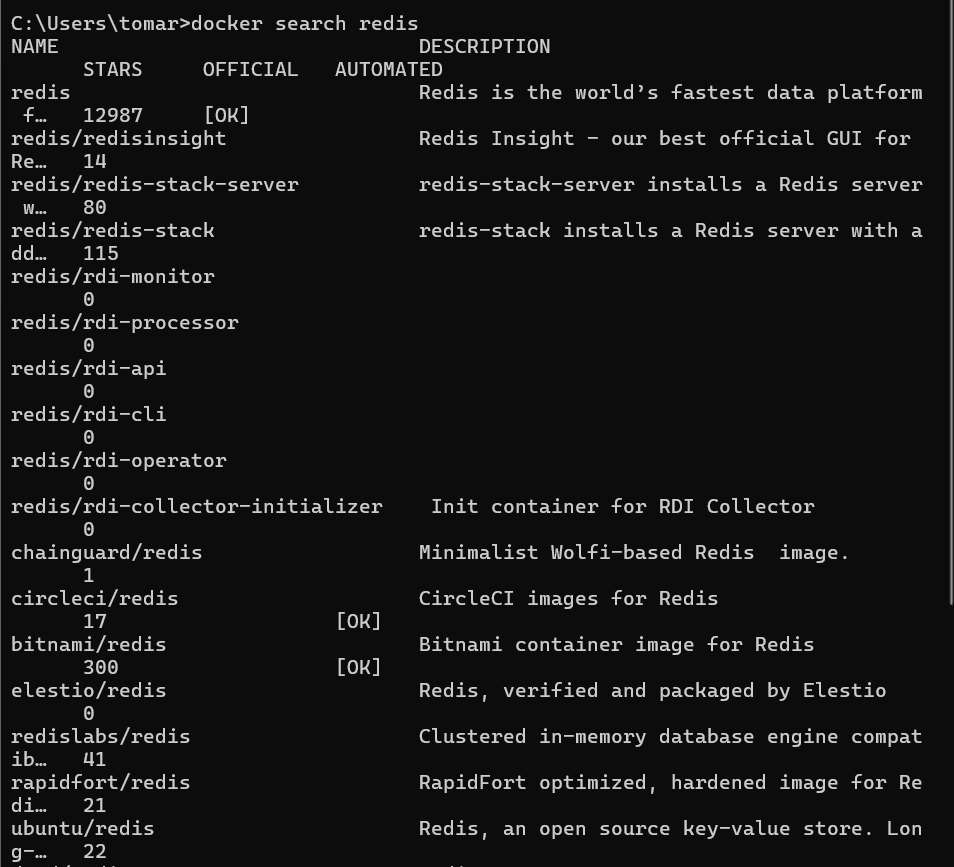 C:\Users\tomar>docker search redis
NAME                              DESCRIPTION
      STARS     OFFICIAL   AUTOMATED
redis                             Redis is the world’s fastest data platform
 f…   12987     [OK]
redis/redisinsight                Redis Insight - our best official GUI for
Re…   14
redis/redis-stack-server          redis-stack-server installs a Redis server
 w…   80
redis/redis-stack                 redis-stack installs a Redis server with a
dd…   115
redis/rdi-monitor
      0
redis/rdi-processor
      0
redis/rdi-api
      0
redis/rdi-cli
      0
redis/rdi-operator
      0
redis/rdi-collector-initializer    Init container for RDI Collector
      0
chainguard/redis                  Minimalist Wolfi-based Redis  image.
      1
circleci/redis                    CircleCI images for Redis
      17                   [OK]
bitnami/redis                     Bitnami container image for Redis
      300                  [OK]
elestio/redis                     Redis, verified and packaged by Elestio
      0
redislabs/redis                   Clustered in-memory database engine compat
ib…   41
rapidfort/redis                   RapidFort optimized, hardened image for Re
di…   21
ubuntu/redis                      Redis, an open source key-value store. Lon
g-…   22